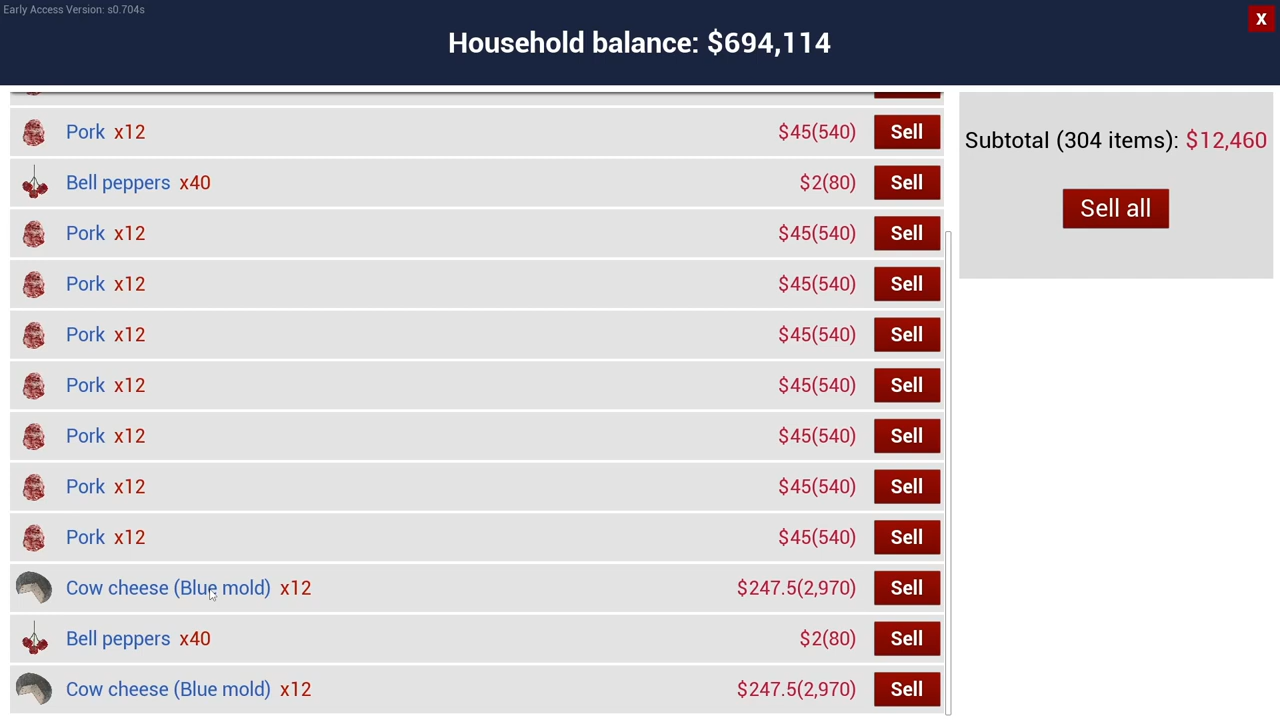 Early Access Version: s0.704s
X
Household balance: $694,114
Pork x12 $45(540) Sell
Subtotal (304 items): $12,460
Bell peppers x40 $2(80) Sell
Sell all
Pork x12 $45(540) Sell
Pork x12 $45(540) Sell
Pork x12 $45(540) Sell
Pork x12 $45(540) Sell
Pork x12 $45(540) Sell
Pork x12 $45(540) Sell
Pork x12 $45(540) Sell
Cow cheese (Blue mold) x12 $247.5(2,970) Sell
Bell peppers x40 $2(80) Sell
Cow cheese (Blue mold) x12 $247.5(2,970) Sell